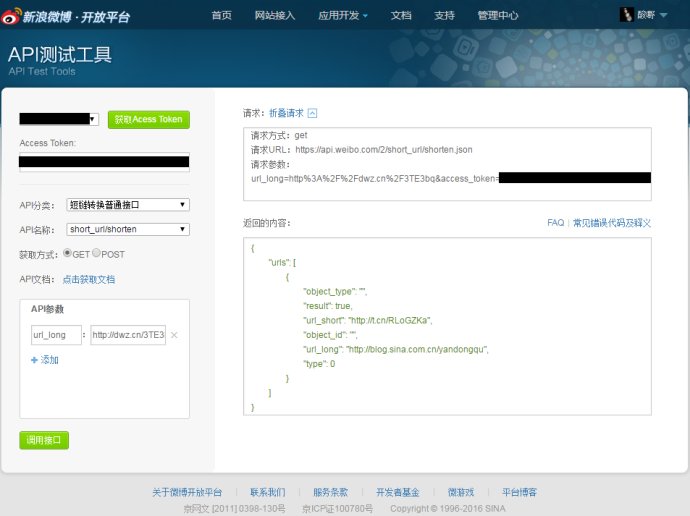 新浪微博·开放平台
首页 网站接入 应用开发 文档 支持 管理中心
API测试工具
API Test Tools
获取Acess Token
Access Token:
API分类： 短链转换普通接口
API名称： short_url/shorten
获取方式： GET POST
API文档： 点击获取文档
API参数
url_long : http://dwz.cn/3TE3 ×
添加
调用接口
请求：折叠请求
请求方式：get
请求URL：https://api.weibo.com/2/short_url/shorten.json
请求参数：
url_long=http%3A%2F%2Fdwz.cn%2F3TE3bq&access_token=
返回的内容： FAQ | 常见错误代码及释义
{
"urls": [
{
"object_type": "",
"result": true,
"url_short": "http://t.cn/RLoGZKa",
"object_id": "",
"url_long": "http://blog.sina.com.cn/yandongqu",
"type": 0
}
]
}
关于微博开放平台 联系我们 服务条款 开发者基金 微游戏 平台博客
京网文 [2011] 0398-130号 京ICP证100780号 Copyright © 1996-2016 SINA